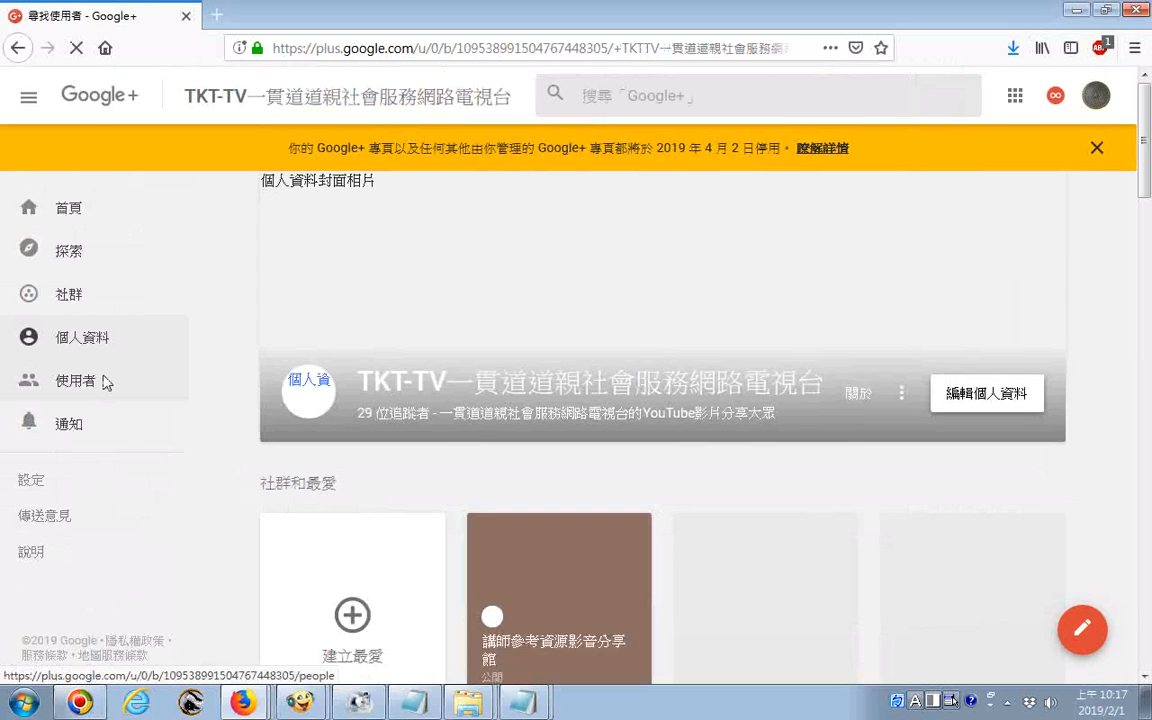 尋找使用者 - Google+
https://plus.google.com/u/0/b/109538991504767448305/+TKTTV一貫道道親社會服務網
Google+
TKT-TV一貫道道親社會服務網路電視台
搜尋「Google+」
你的 Google+ 專頁以及任何其他由你管理的 Google+ 專頁都將於 2019 年 4 月 2 日停用。 瞭解詳情
個人資料封面相片
首頁
探索
社群
個人資料
使用者
通知
設定
傳送意見
說明
個人資
TKT-TV一貫道道親社會服務網路電視台
29 位追蹤者 - 一貫道道親社會服務網路電視台的YouTube影片分享大眾
關於
編輯個人資料
社群和最愛
建立最愛
講師參考資源影音分享
館
公開
©2019 Google • 隱私權政策 •
服務條款 • 地圖服務條款
https://plus.google.com/u/0/b/109538991504767448305/people
上午 10:17
2019/2/1